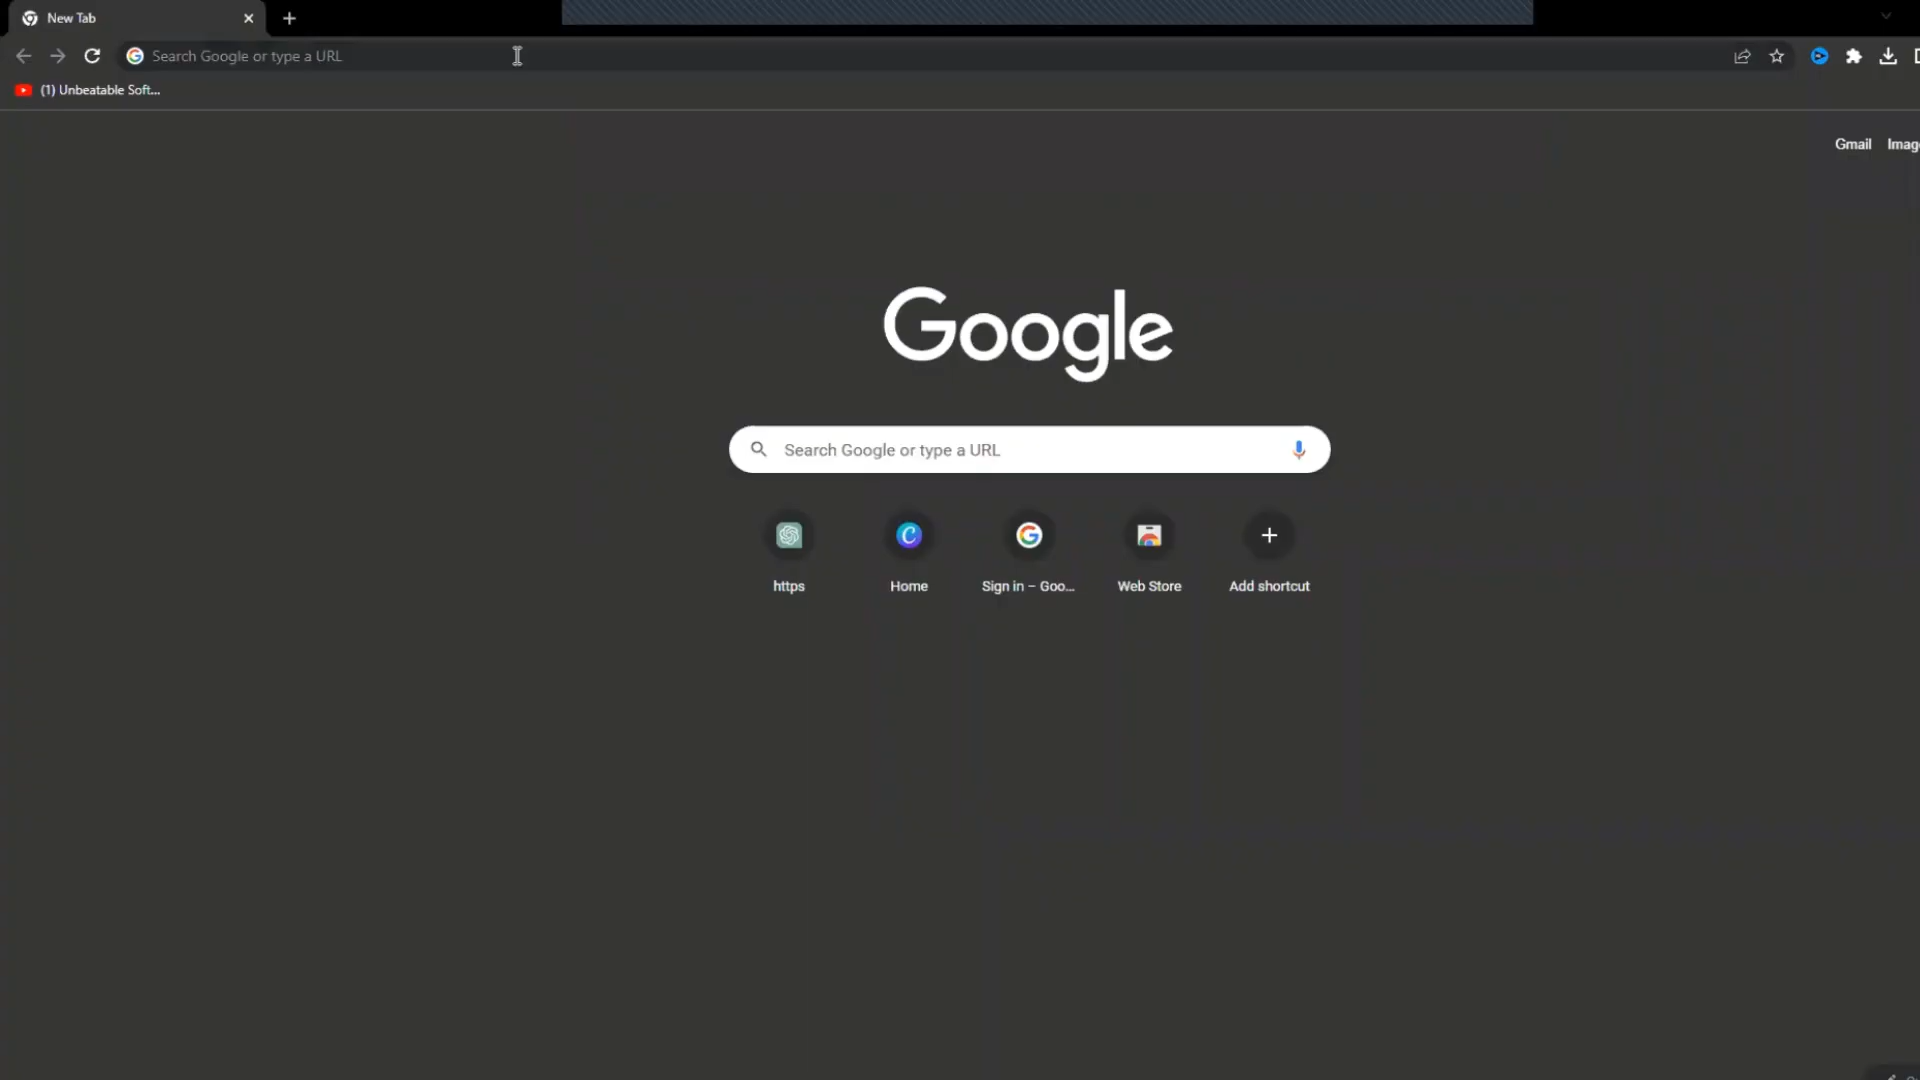 New Tab
Search Google or type a URL
(1) Unbeatable Soft...
Gmail
Google
Search Google or type a URL
https
Home
Sign in – Goo...
Web Store
Add shortcut